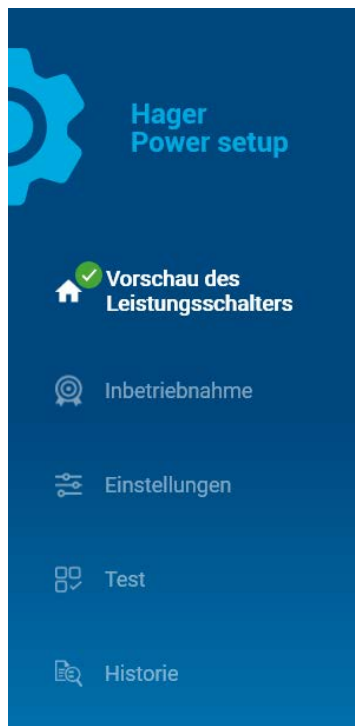 Hager
Power setup
Vorschau des
Leistungsschalters
Inbetriebnahme
Einstellungen
Test
Historie